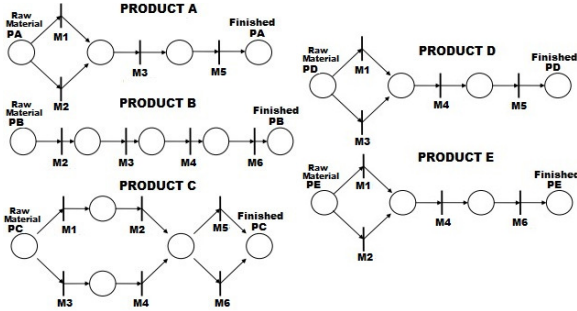 PRODUCT A
Raw
Material
PA
M1
M2
M3
M5
Finished
PA
PRODUCT B
Raw
Material
PB
M2
M3
M4
M6
Finished
PB
PRODUCT C
Raw
Material
PC
M1
M2
M3
M4
M5
M6
Finished
PC
PRODUCT D
Raw
Material
PD
M1
M3
M4
M5
Finished
PD
PRODUCT E
Raw
Material
PE
M1
M2
M4
M6
Finished
PE